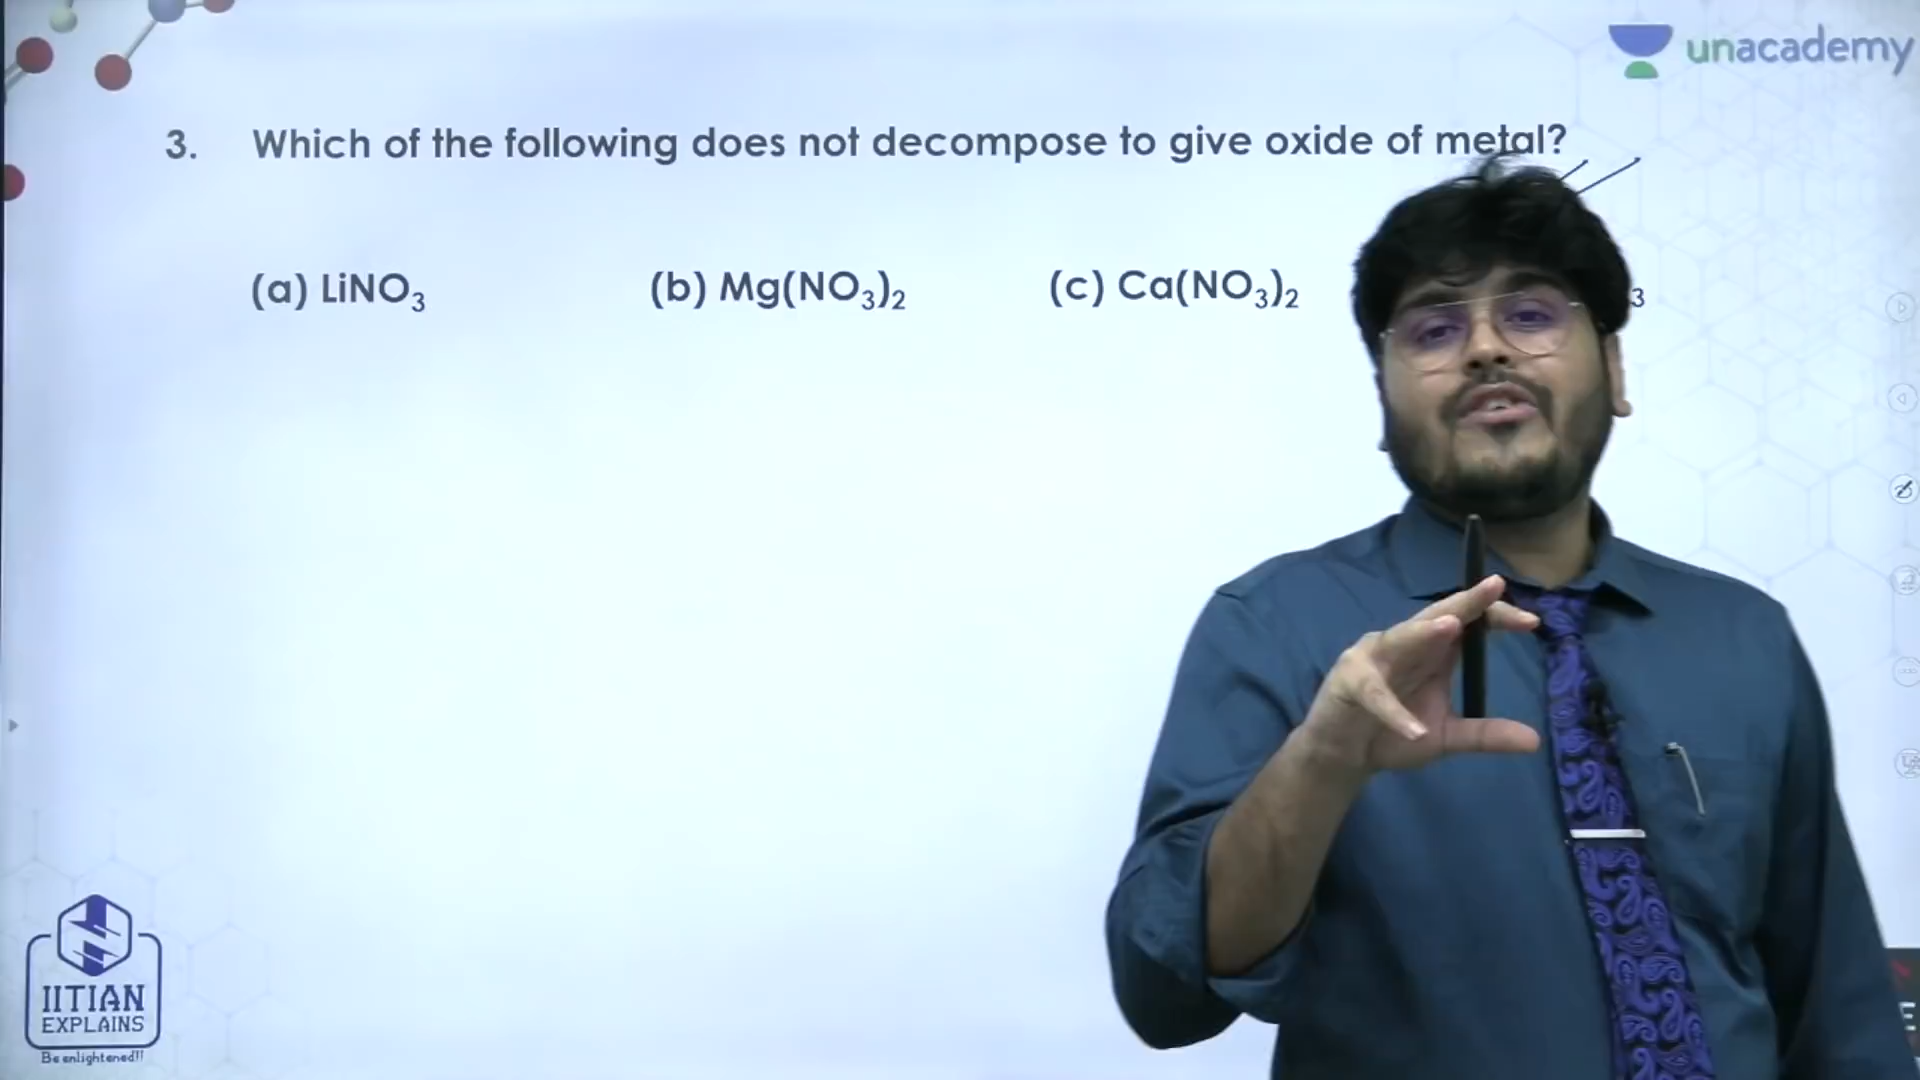 unacademy
3. Which of the following does not decompose to give oxide of metal?
(a) LiNO₃ (b) Mg(NO₃)₂ (c) Ca(NO₃)₂ ₃
IITIAN
EXPLAINS
Be enlightened!!